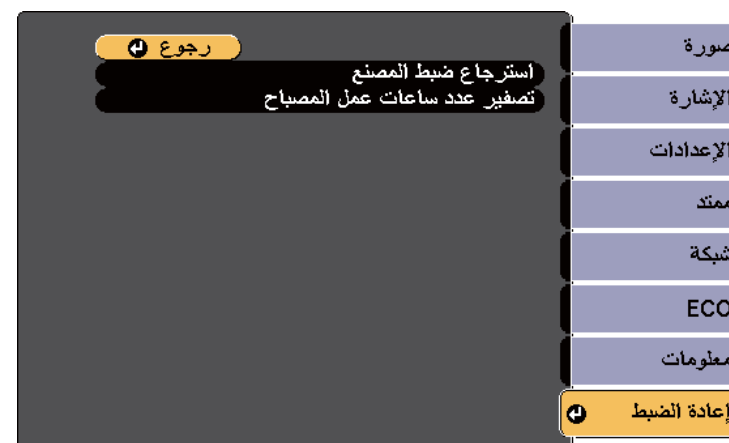 صورة
الإشارة
الإعدادات
ممتد
شبكة
ECO
معلومات
إعادة الضبط
رجوع
استرجاع ضبط المصنع
تصفير عدد ساعات عمل المصباح